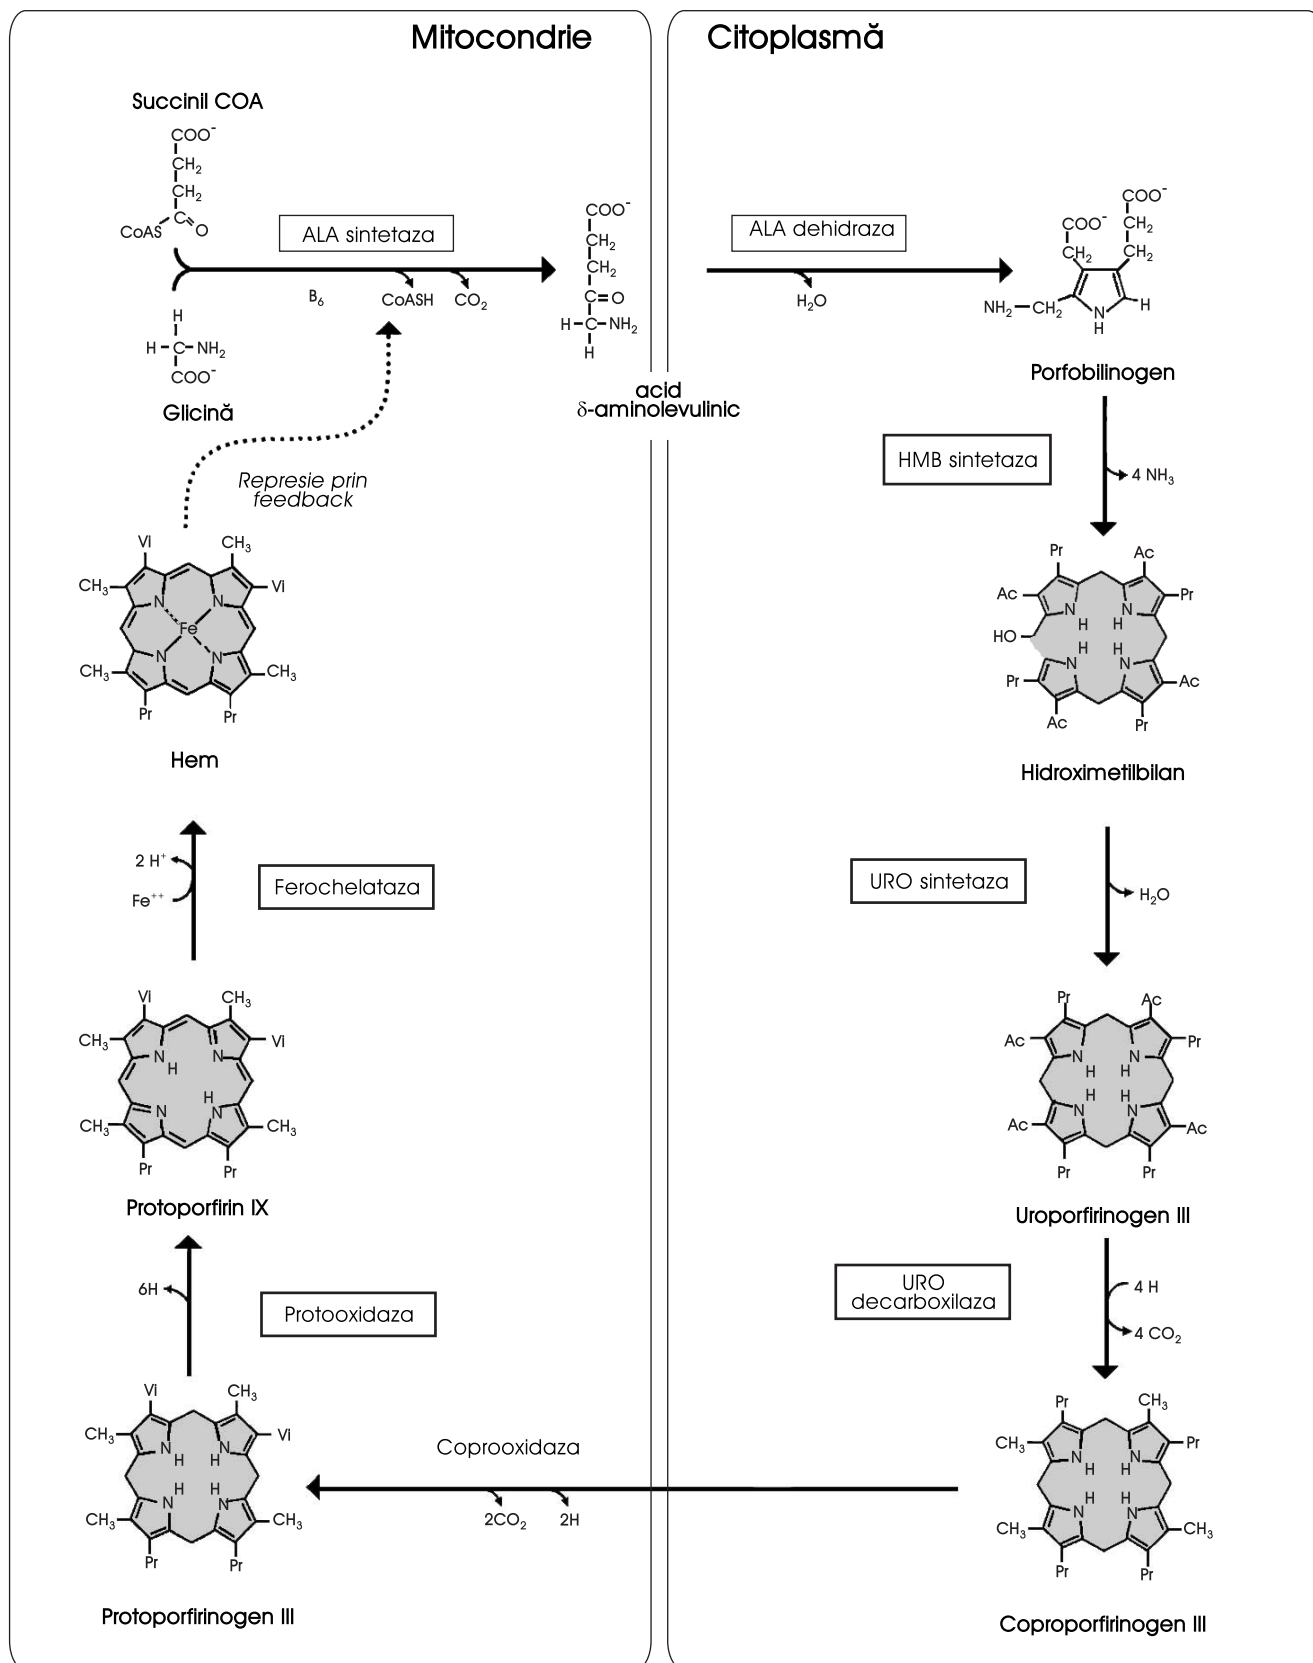 Mitocondrie
Citoplasmă
Succinil COA
COO⁻
CH₂
CH₂
C
O
CoAS
ALA sintetaza
B₆
CoASH
CO₂
H
H
C
NH₂
COO⁻
Glicină
COO⁻
CH₂
CH₂
C=O
H
C
NH₂
H
acid
δ-aminolevulinic
ALA dehidraza
H₂O
COO⁻
CH₂
CH₂
COO⁻
CH₂
NH₂
CH₂
N
H
H
Porfobilinogen
HMB sintetaza
4 NH₃
Represie prin
feedback
Vi
CH₃
CH₃
Vi
N
N
Fe
N
N
CH₃
CH₃
Pr
Pr
Hem
Pr
Ac
Ac
Pr
N
N
H
H
HO
H
H
N
N
Pr
Ac
Ac
Pr
Hidroximetilbilan
2 H⁺
Fe⁺⁺
Ferochelataza
URO sintetaza
H₂O
Vi
CH₃
CH₃
Vi
N
H
N
N
H
N
CH₃
CH₃
Pr
Pr
Protoporfirin IX
Pr
Ac
Ac
Pr
N
N
H
H
H
H
N
N
Ac
Ac
Pr
Pr
Uroporfirinogen III
6H
Protooxidaza
URO
decarboxilaza
4 H
4 CO₂
Vi
CH₃
CH₃
Vi
N
N
H
H
H
H
N
N
CH₃
CH₃
Pr
Pr
Protoporfirinogen III
Coprooxidaza
2CO₂
2H
Pr
CH₃
CH₃
Pr
N
N
H
H
H
H
N
N
CH₃
CH₃
Pr
Pr
Coproporfirinogen III